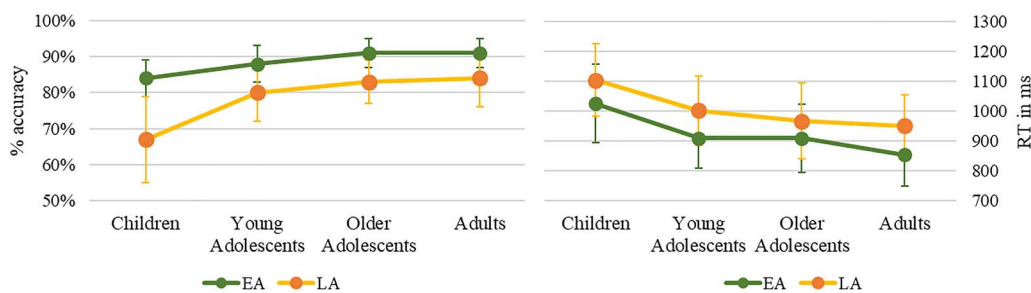 100%
90%
80%
70%
60%
50%
% accuracy
Children
Young
Adolescents
Older
Adolescents
Adults
EA
LA
1300
1200
1100
1000
900
800
700
RT in ms
Children
Young
Adolescents
Older
Adolescents
Adults
EA
LA